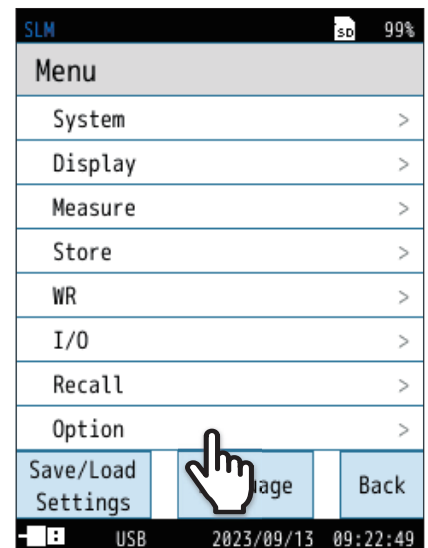 SLM SD 99%
Menu
System >
Display >
Measure >
Store >
WR >
I/O >
Recall >
Option >
Save/Load
Settings
Back
USB 2023/09/13 09:22:49